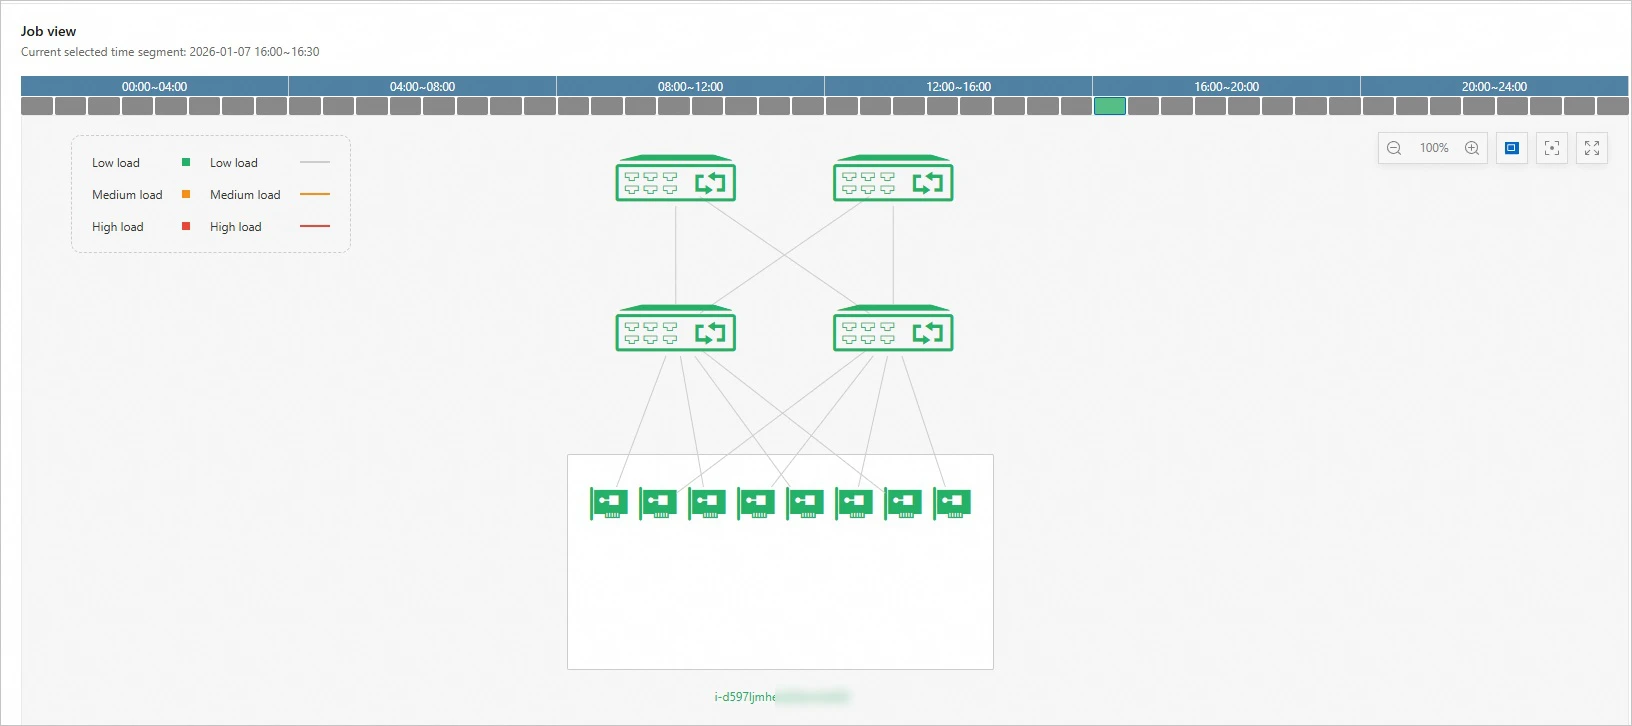 Job view
Current selected time segment: 2026-01-07 16:00~16:30
00:00~04:00 04:00~08:00 08:00~12:00 12:00~16:00 16:00~20:00 20:00~24:00
Low load Low load
Medium load Medium load
High load High load
100%